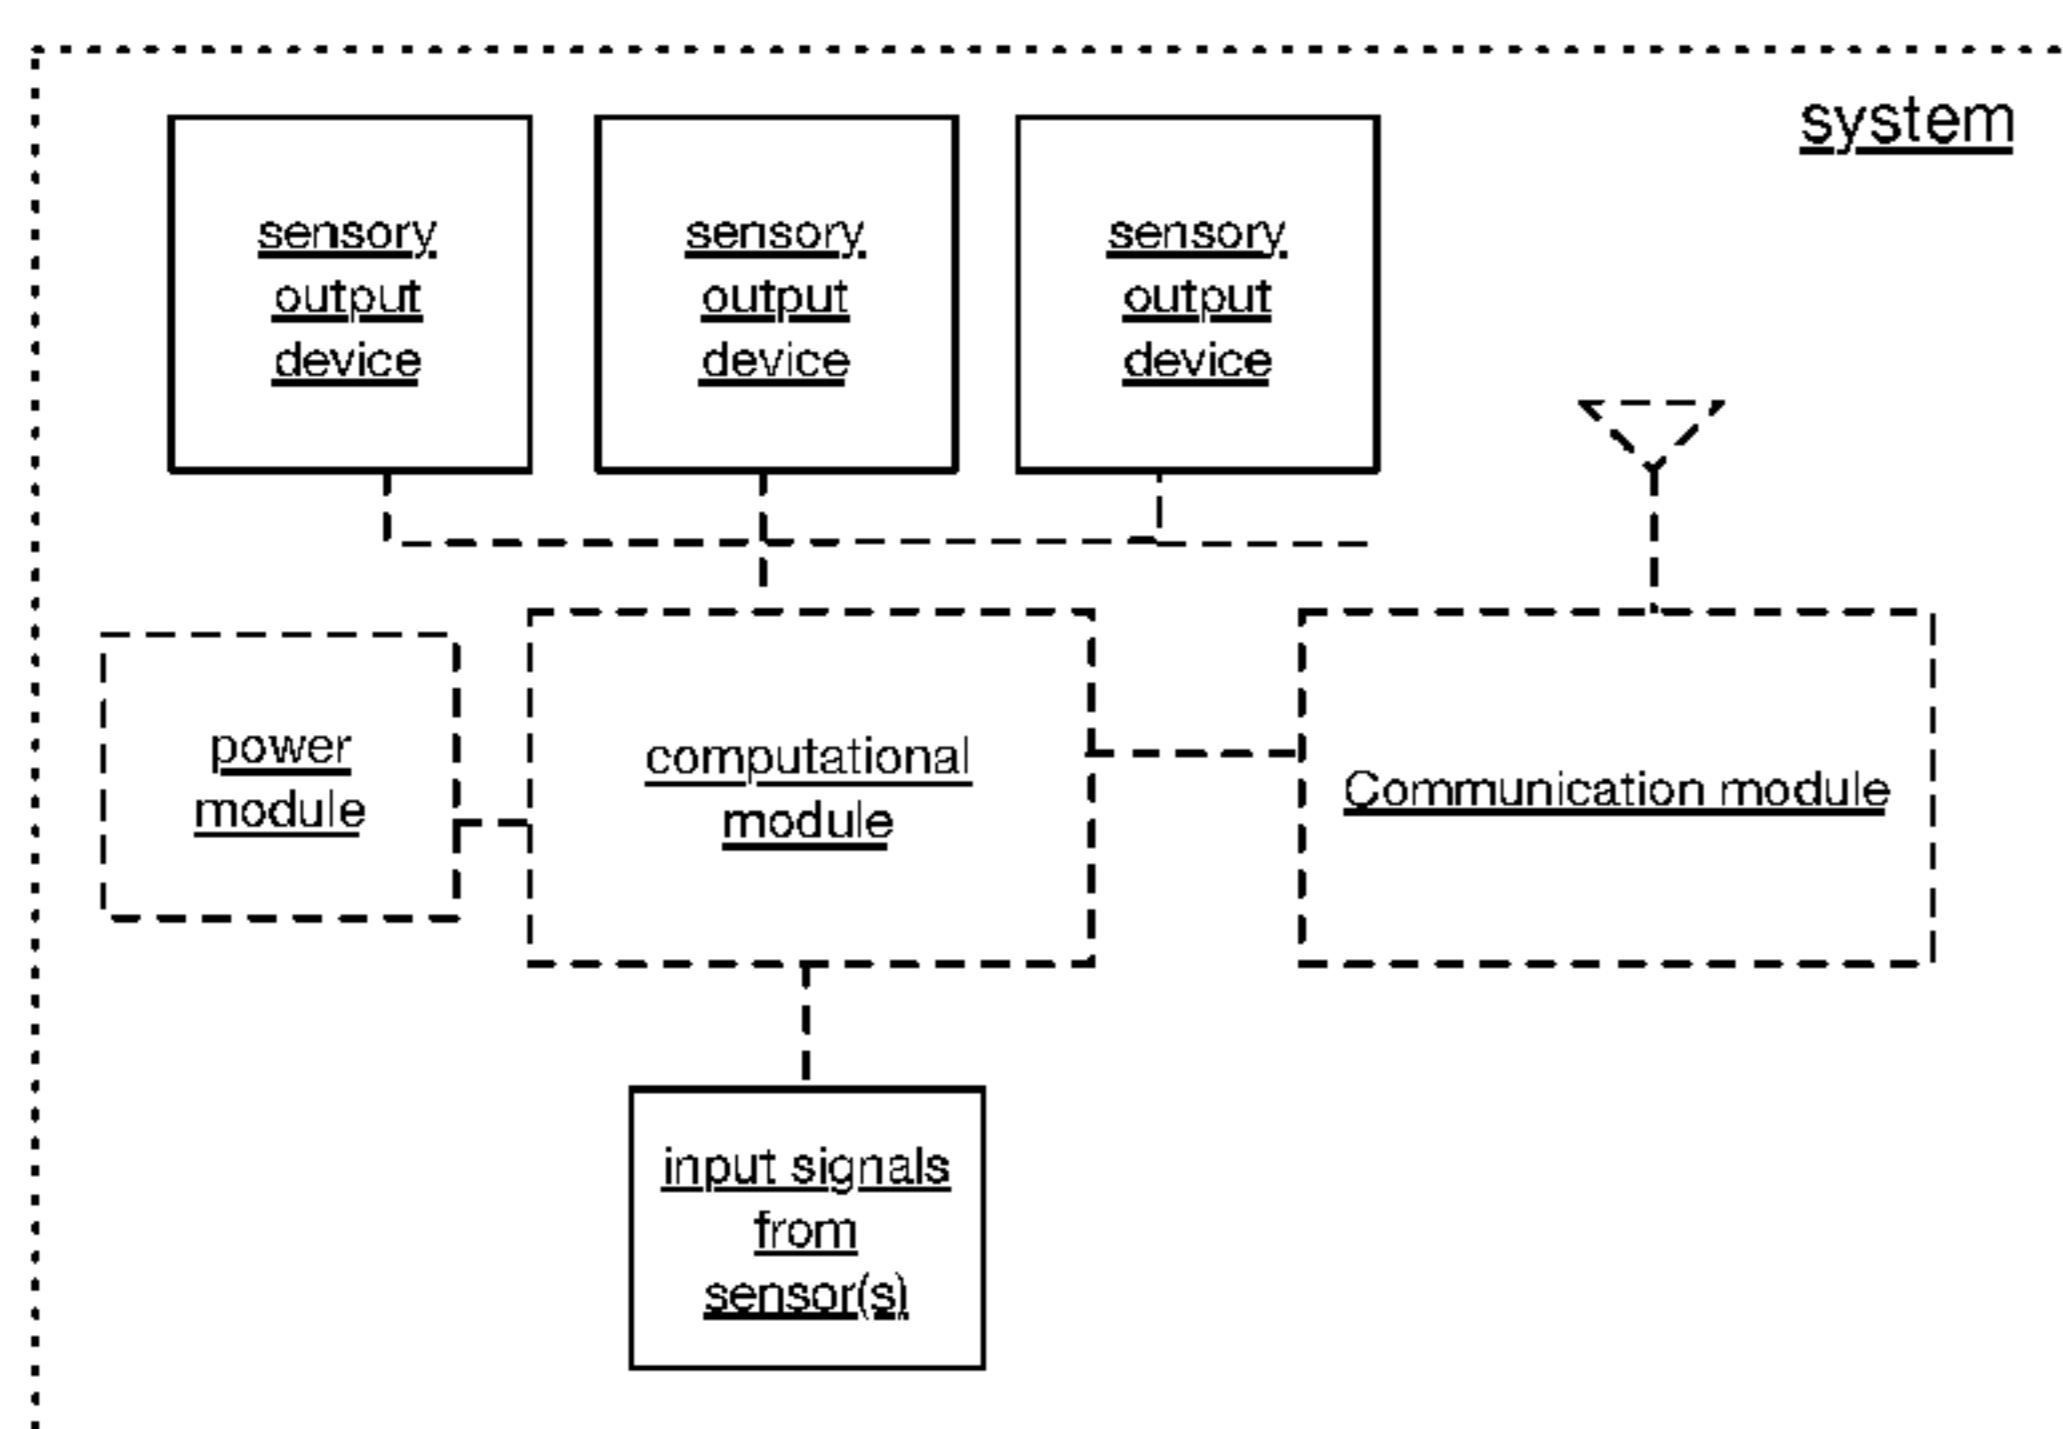 system
sensory
output
device
sensory
output
device
sensory
output
device
power
module
computational
module
Communication module
input signals
from
sensor(s)